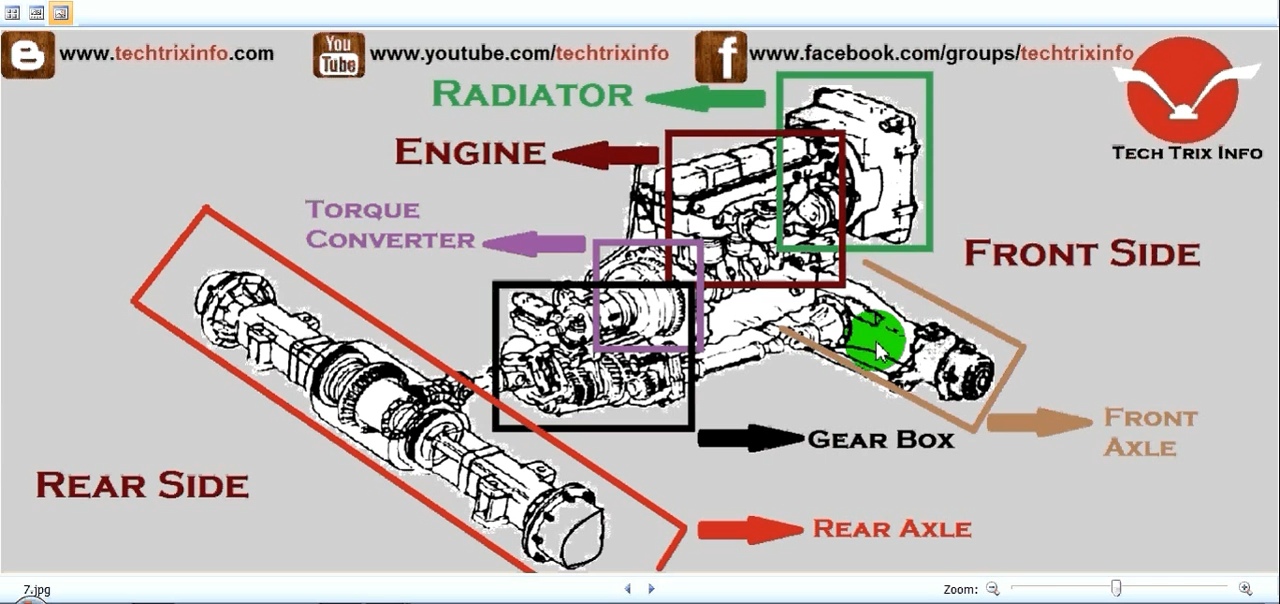 www.techtrixinfo.com
You
Tube
www.youtube.com/techtrixinfo
f
www.facebook.com/groups/techtrixinfo
RADIATOR
TECH TRIX INFO
ENGINE
TORQUE
CONVERTER
FRONT SIDE
FRONT
AXLE
GEAR BOX
REAR SIDE
REAR AXLE
7.jpg
Zoom: